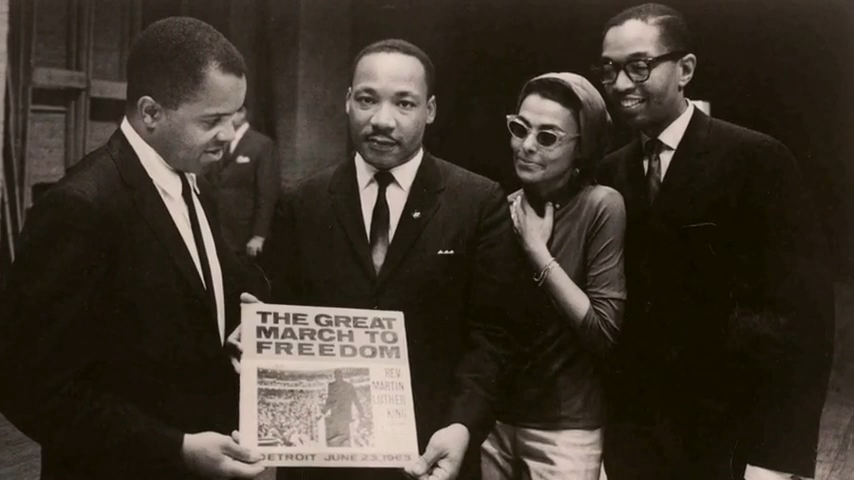 THE GREAT
MARCH TO
FREEDOM
REV.
MARTIN
LUTHER
KING
DETROIT JUNE 23, 1963